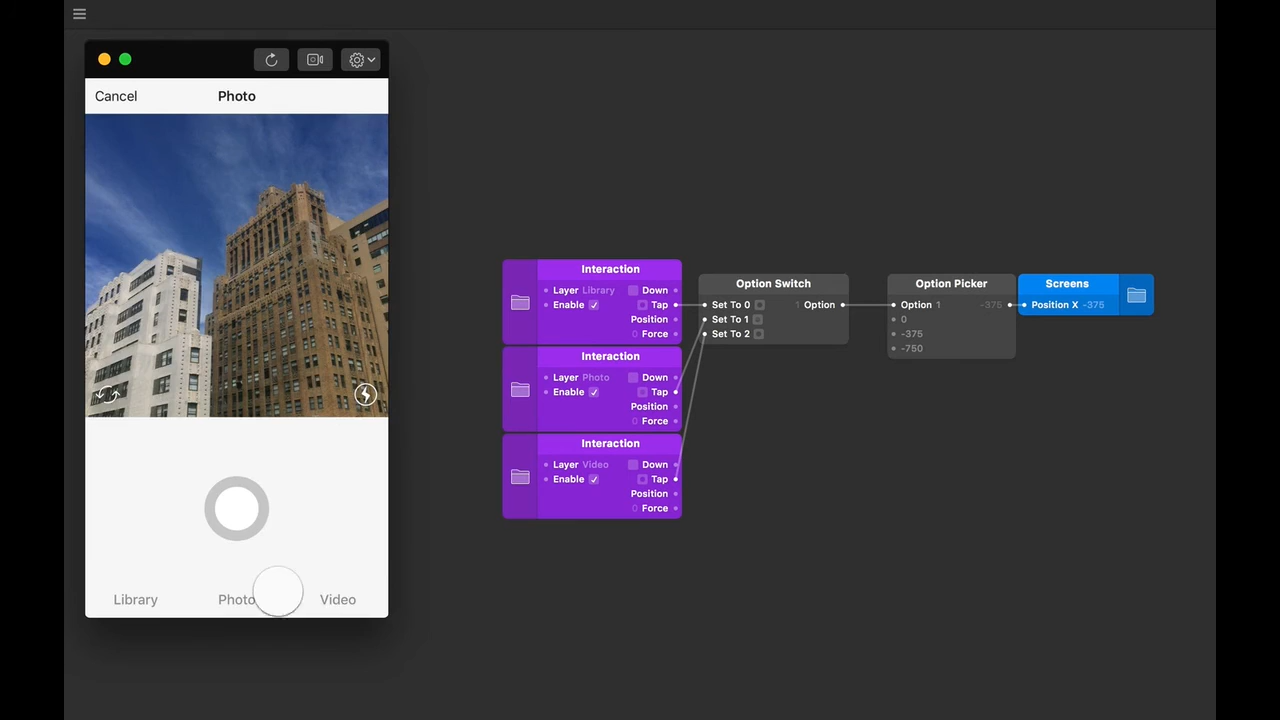 Cancel Photo
Library Photo Video
Interaction
Layer Library Down
Enable Tap
Position
0 Force
Interaction
Layer Photo Down
Enable Tap
Position
0 Force
Interaction
Layer Video Down
Enable Tap
Position
0 Force
Option Switch
Set To 0 1 Option
Set To 1
Set To 2
Option Picker
Option 1 -375
0
-375
-750
Screens
Position X -375